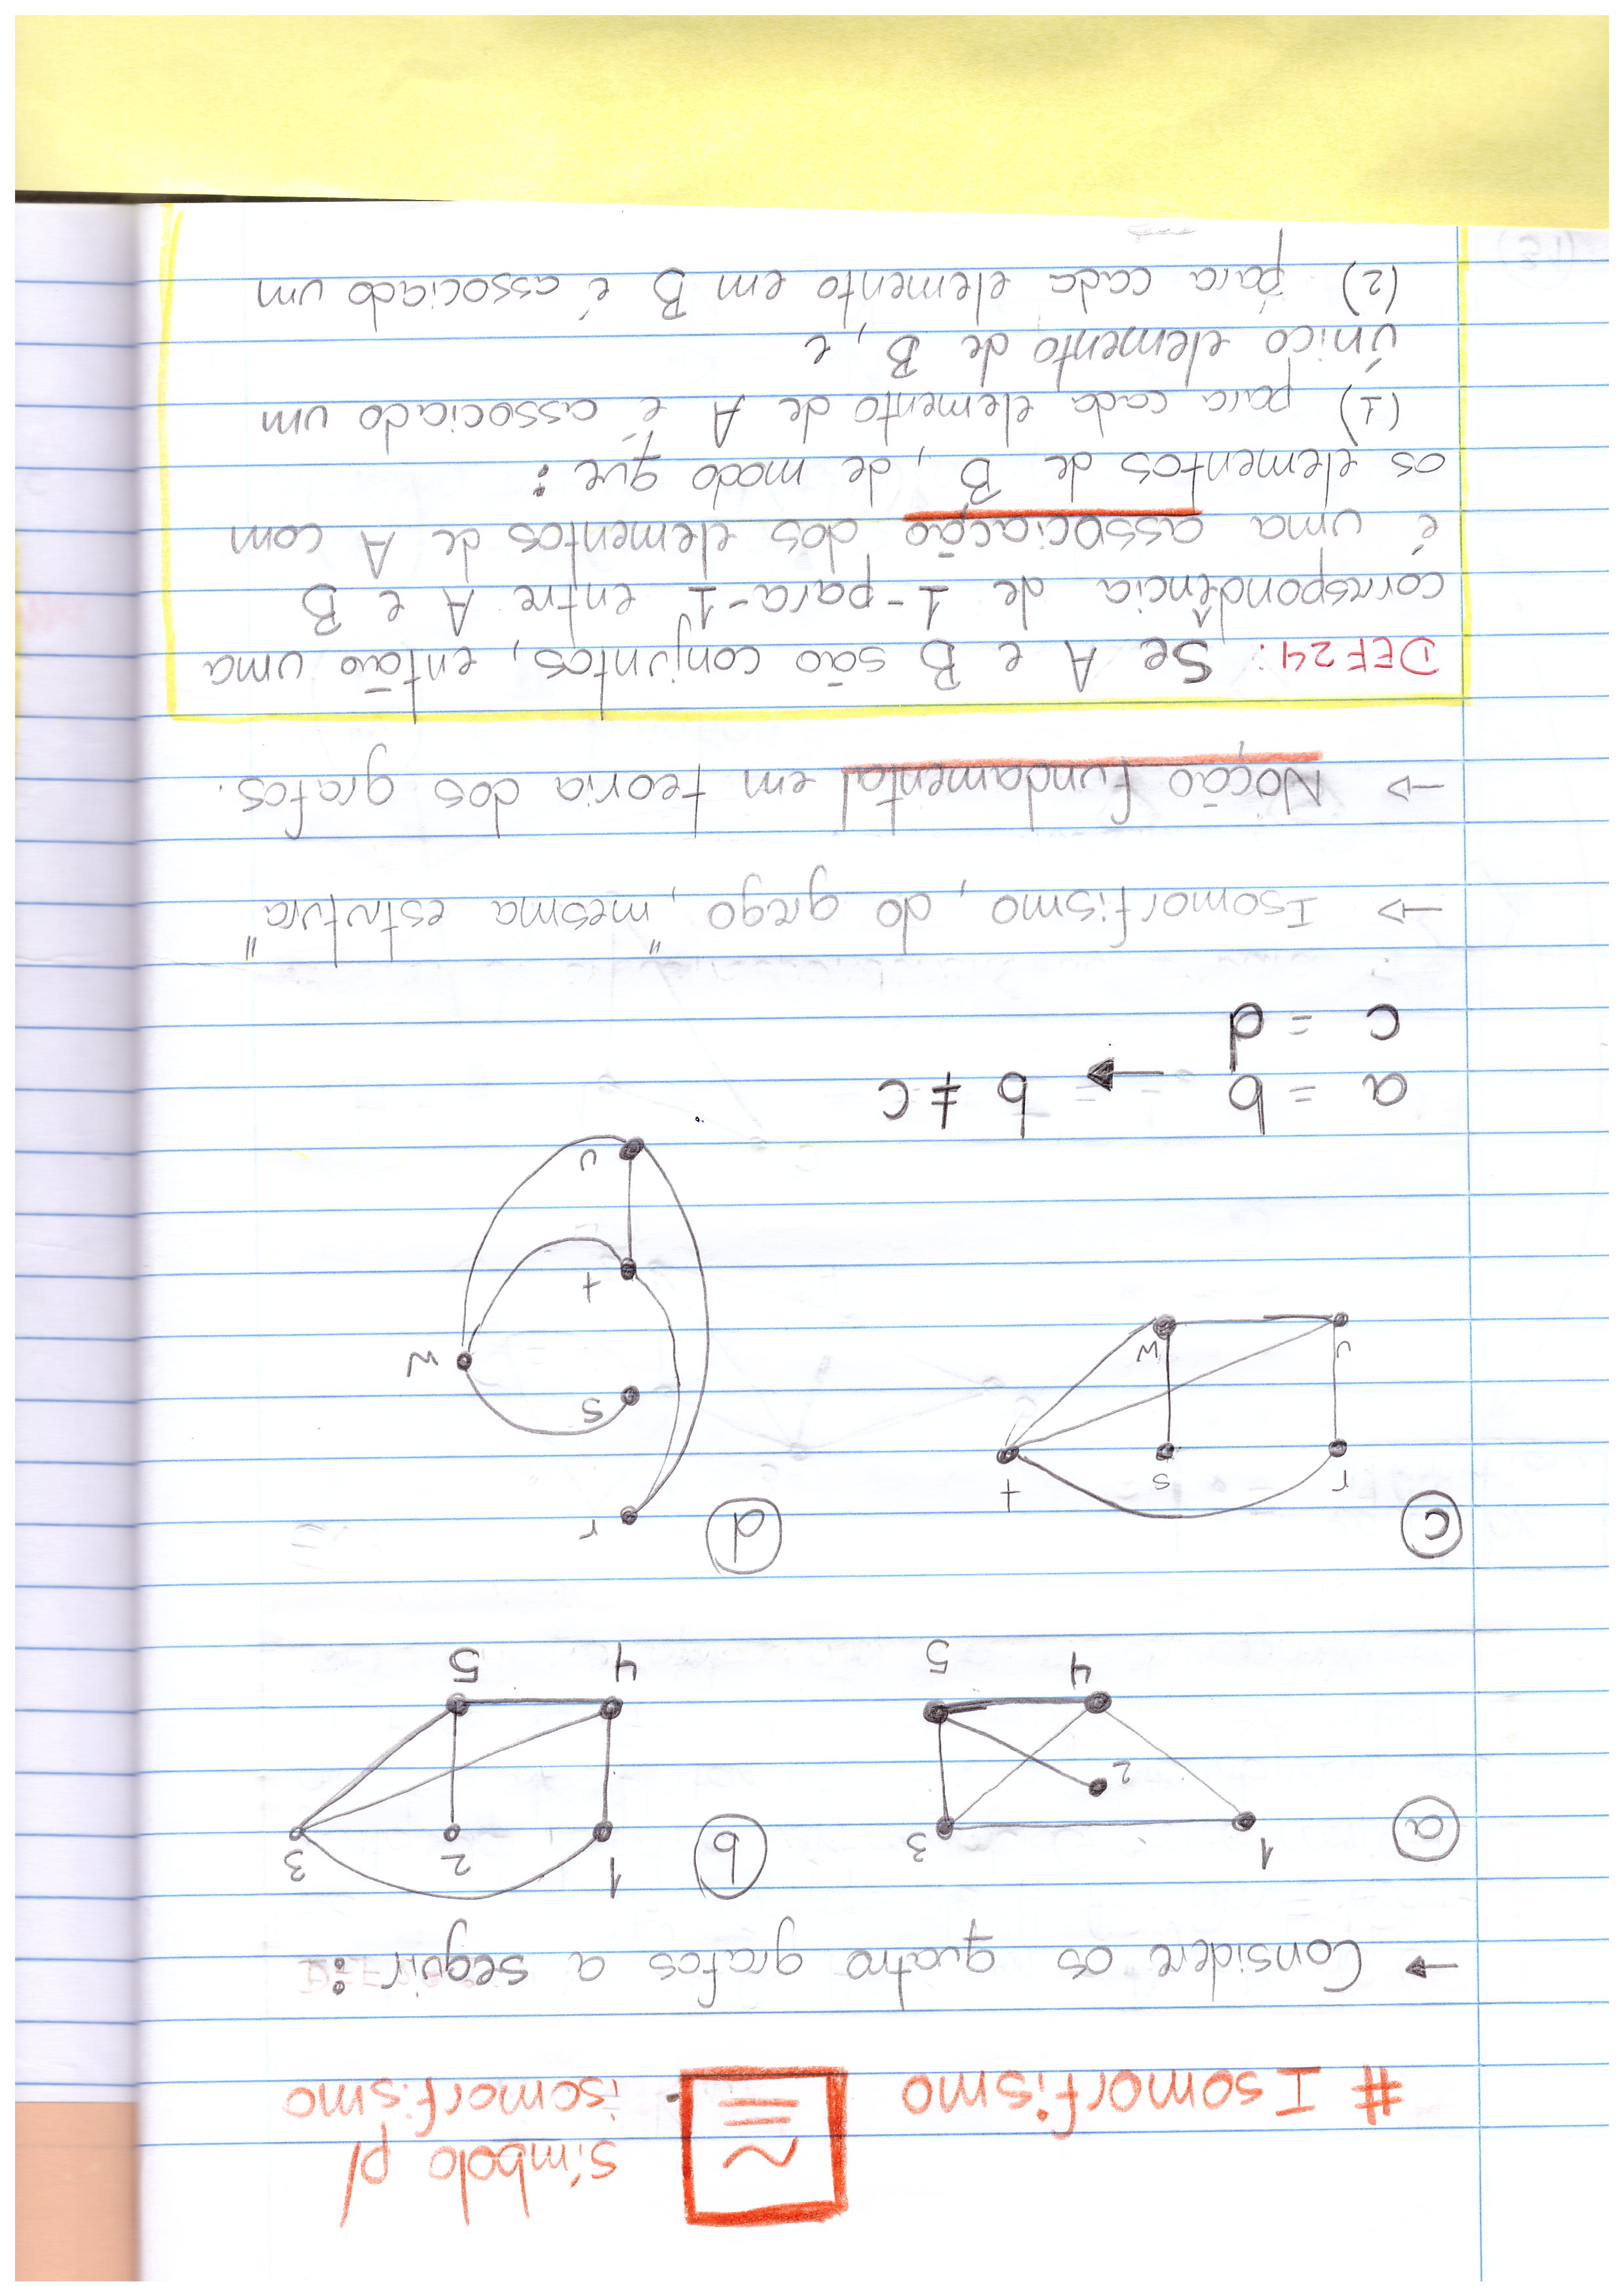 # Isomorfismo ≅ símbolo p/
isomorfismo
→ Considere os quatro grafos a seguir:
a b
1 3 1 2 3
2
4 5 4 5
c d
r s t r
u w s w
t
u
a = b → b ≠ c
c = d
→ Isomorfismo, do grego, "mesma estrutura"
→ Noção fundamental em teoria dos grafos.
DEF24: Se A e B são conjuntos, então uma
correspondência de 1-para-1 entre A e B
é uma associação dos elementos de A com
os elementos de B, de modo que:
(1) para cada elemento de A é associado um
único elemento de B, e
(2) para cada elemento em B é associado um